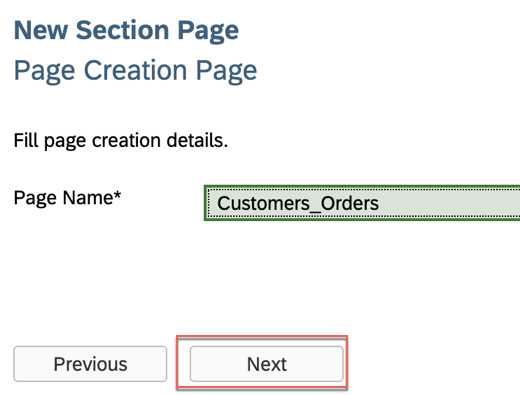 New Section Page
Page Creation Page
Fill page creation details.
Page Name* Customers_Orders
Previous Next